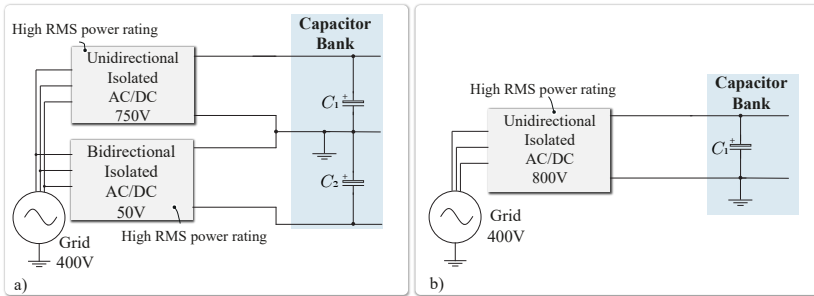 High RMS power rating
Unidirectional
Isolated
AC/DC
750V
Capacitor
Bank
C1
+
Bidirectional
Isolated
AC/DC
50V
C2
+
High RMS power rating
Grid
400V
a)
High RMS power rating
Unidirectional
Isolated
AC/DC
800V
Capacitor
Bank
C1
+
Grid
400V
b)